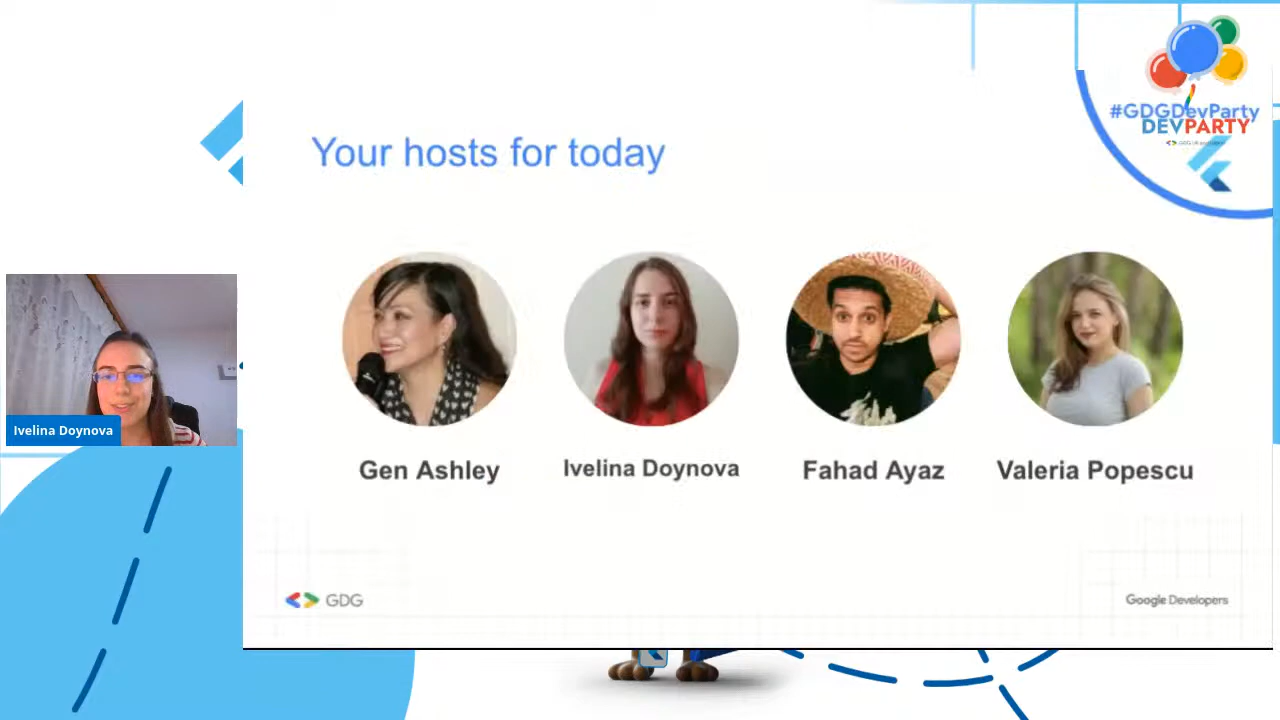 #GDGDevParty
DEVPARTY
Your hosts for today
Ivelina Doynova
Gen Ashley
Ivelina Doynova
Fahad Ayaz
Valeria Popescu
GDG
Google Developers